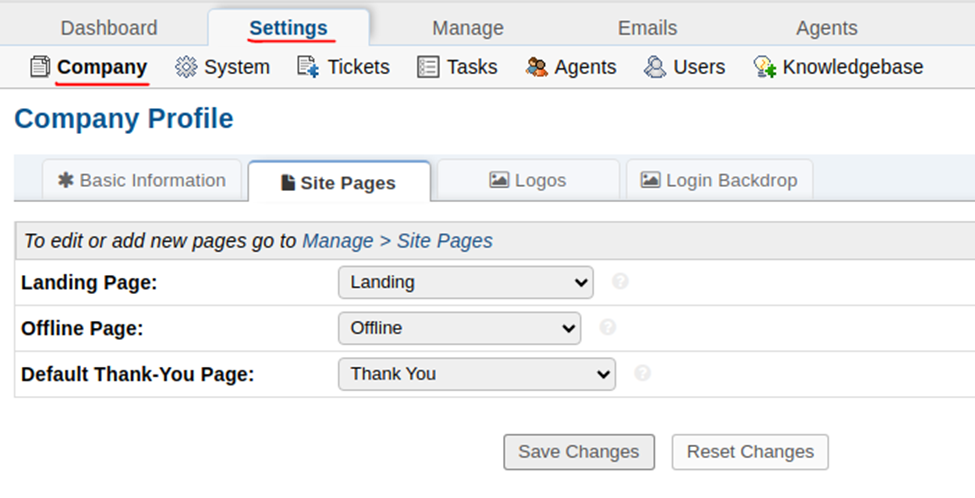 Dashboard Settings Manage Emails Agents
Company System Tickets Tasks Agents Users Knowledgebase
Company Profile
Basic Information Site Pages Logos Login Backdrop
To edit or add new pages go to Manage > Site Pages
Landing Page: Landing ?
Offline Page: Offline ?
Default Thank-You Page: Thank You ?
Save Changes Reset Changes